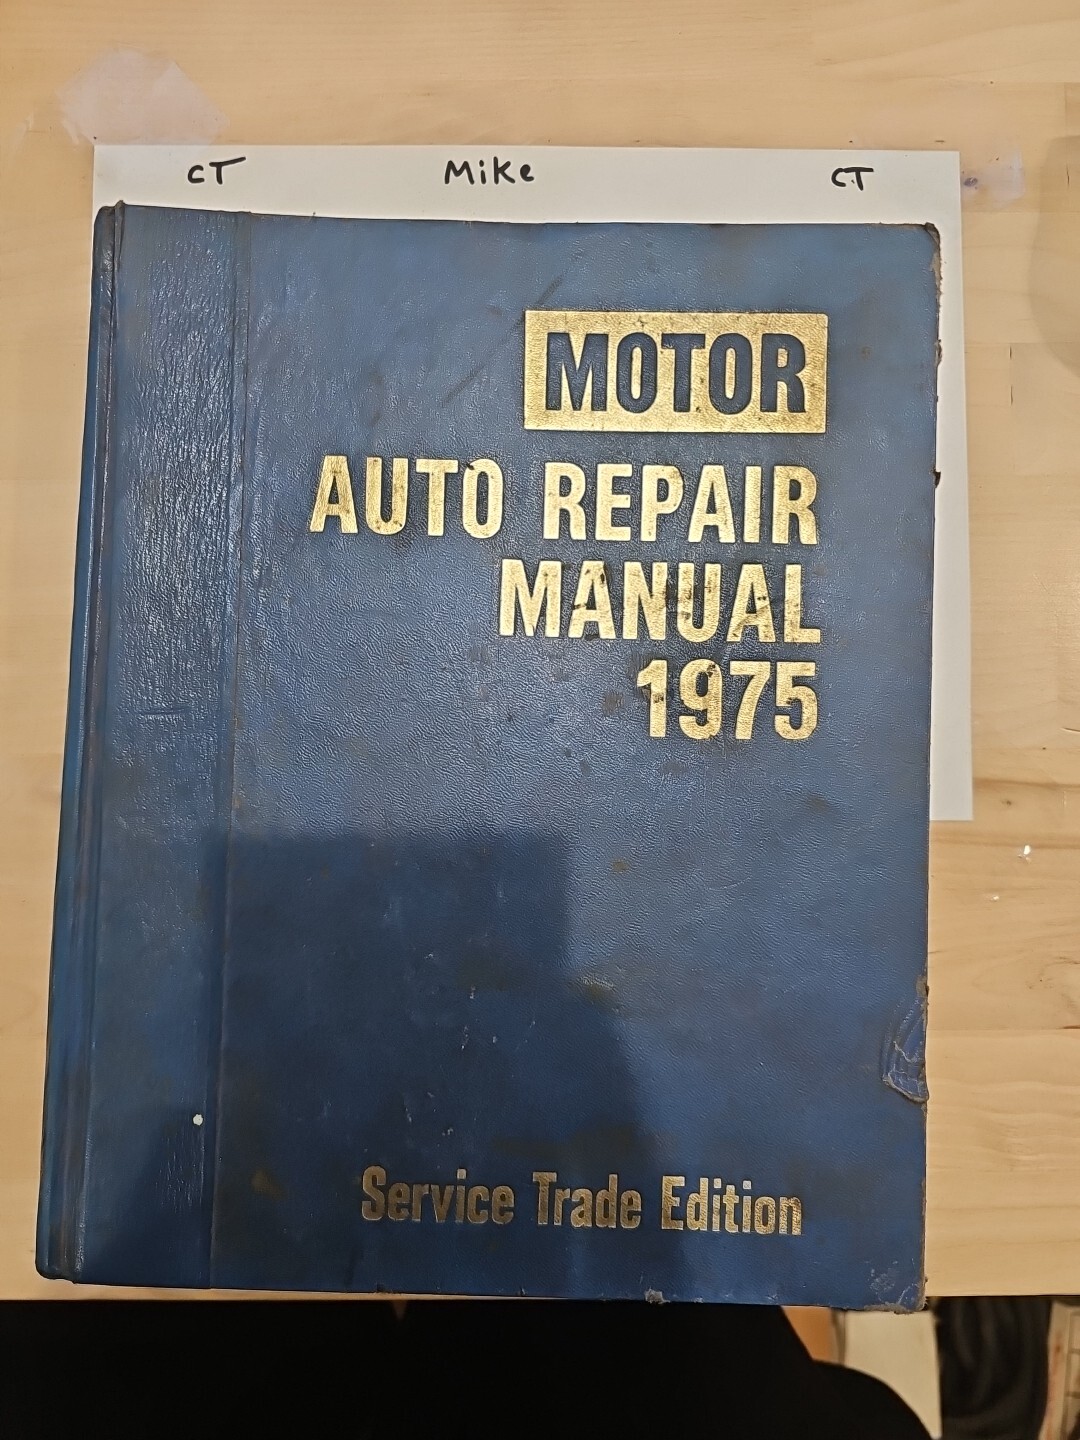 CT Mike CT
MOTOR
AUTO REPAIR
MANUAL
1975
Service Trade Edition